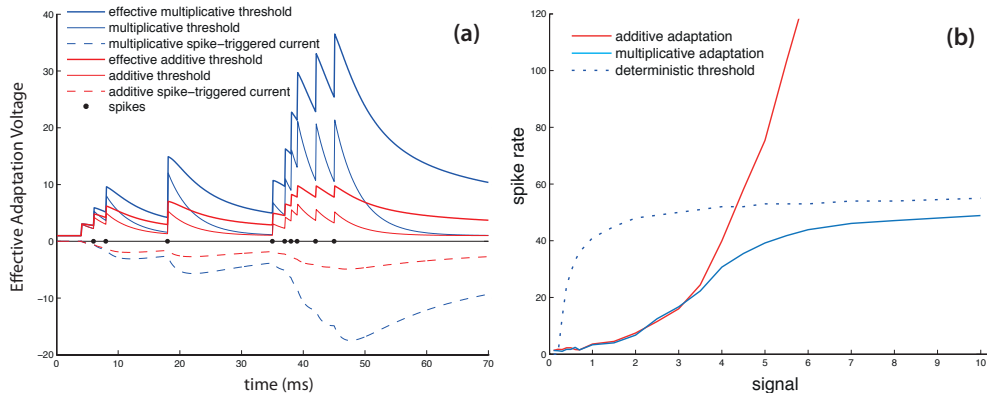 effective multiplicative threshold
multiplicative threshold
multiplicative spike-triggered current
effective additive threshold
additive threshold
additive spike-triggered current
spikes
(a)
Effective Adaptation Voltage
40
30
20
10
0
−10
−20
0 10 20 30 40 50 60 70
time (ms)
additive adaptation
multiplicative adaptation
deterministic threshold
(b)
spike rate
120
100
80
60
40
20
0
0 1 2 3 4 5 6 7 8 9 10
signal